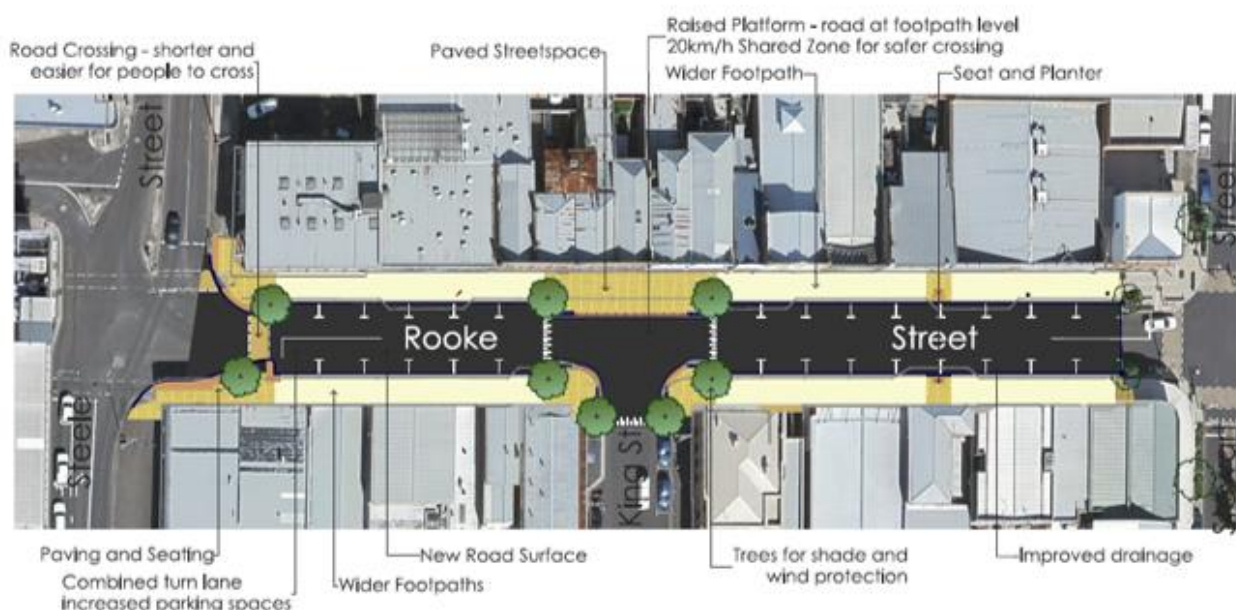 Raised Platform - road at footpath level
20km/h Shared Zone for safer crossing
Road Crossing - shorter and
easier for people to cross
Paved Streetspace
Wider Footpath
Seat and Planter
Street
Street
Rooke
Street
Steele
King St
Paving and Seating
New Road Surface
Trees for shade and
wind protection
Improved drainage
Combined turn lane
increased parking spaces
Wider Footpaths